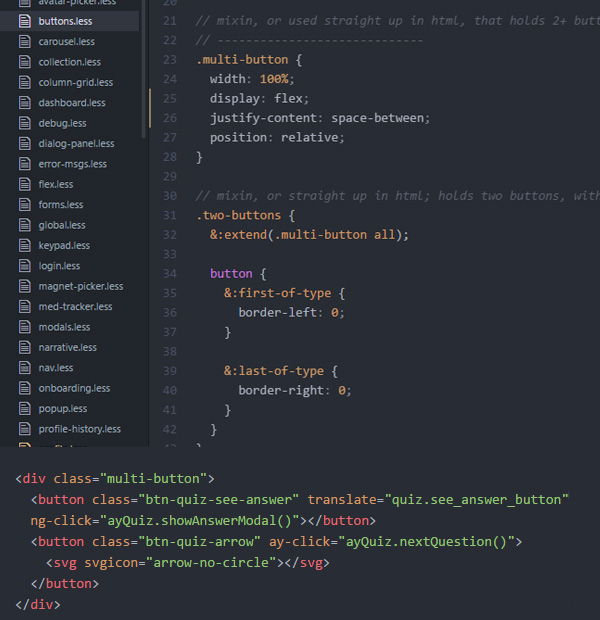 avatar-picker.less
buttons.less
carousel.less
collection.less
column-grid.less
dashboard.less
debug.less
dialog-panel.less
error-msgs.less
flex.less
forms.less
global.less
keypad.less
login.less
magnet-picker.less
med-tracker.less
modals.less
narrative.less
nav.less
onboarding.less
popup.less
profile-history.less
20
21 // mixin, or used straight up in html, that holds 2+ butt
22 // ----------------------------
23 .multi-button {
24 width: 100%;
25 display: flex;
26 justify-content: space-between;
27 position: relative;
28 }
29
30 // mixin, or straight up in html; holds two buttons, with
31 .two-buttons {
32 &:extend(.multi-button all);
33
34 button {
35 &:first-of-type {
36 border-left: 0;
37 }
38
39 &:last-of-type {
40 border-right: 0;
41 }
42 }
<div class="multi-button">
<button class="btn-quiz-see-answer" translate="quiz.see_answer_button"
ng-click="ayQuiz.showAnswerModal()"></button>
<button class="btn-quiz-arrow" ay-click="ayQuiz.nextQuestion()">
<svg svgicon="arrow-no-circle"></svg>
</button>
</div>